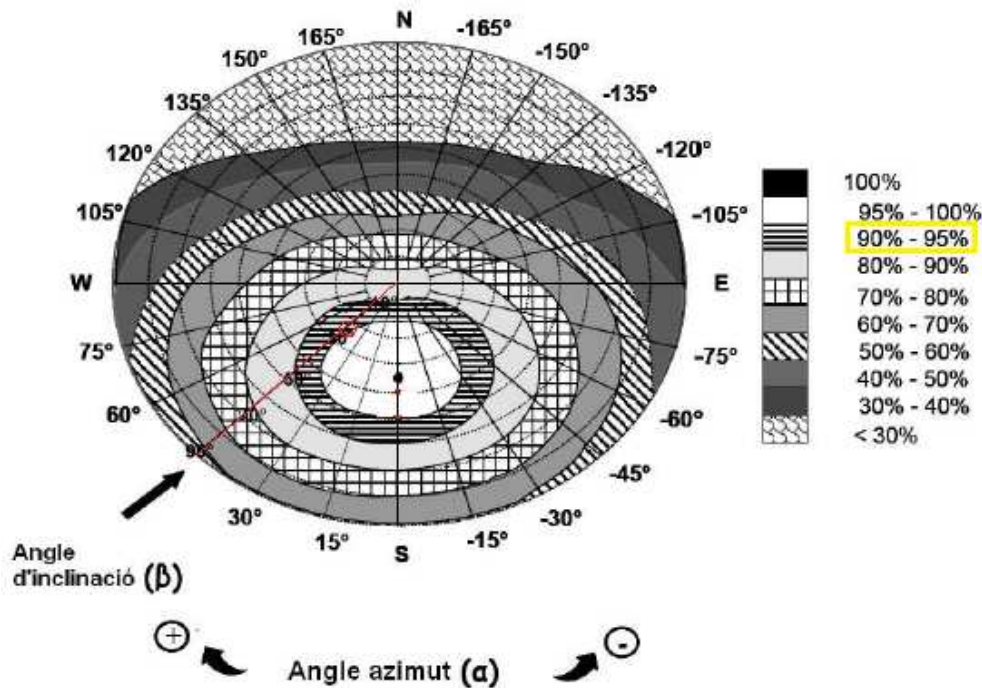 N
165°
-165°
150°
-150°
135°
-135°
120°
-120°
105°
-105°
W
E
75°
-75°
60°
-60°
-45°
30°
-30°
15°
-15°
S
100%
95% - 100%
90% - 95%
80% - 90%
70% - 80%
60% - 70%
50% - 60%
40% - 50%
30% - 40%
< 30%
Angle
d'inclinació (β)
+
-
Angle azimut (α)